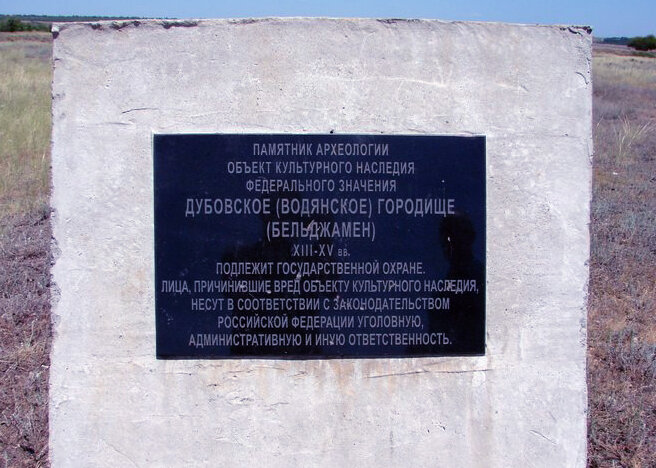 ПАМЯТНИК АРХЕОЛОГИИ
ОБЪЕКТ КУЛЬТУРНОГО НАСЛЕДИЯ
ФЕДЕРАЛЬНОГО ЗНАЧЕНИЯ
ДУБОВСКОЕ (ВОДЯНСКОЕ) ГОРОДИЩЕ
(БЕЛЬДЖАМЕН)
XIII-XV вв.
ПОДЛЕЖИТ ГОСУДАРСТВЕННОЙ ОХРАНЕ.
ЛИЦА, ПРИЧИНИВШИЕ ВРЕД ОБЪЕКТУ КУЛЬТУРНОГО НАСЛЕДИЯ,
НЕСУТ В СООТВЕТСТВИИ С ЗАКОНОДАТЕЛЬСТВОМ
РОССИЙСКОЙ ФЕДЕРАЦИИ УГОЛОВНУЮ,
АДМИНИСТРАТИВНУЮ И ИНУЮ ОТВЕТСТВЕННОСТЬ.